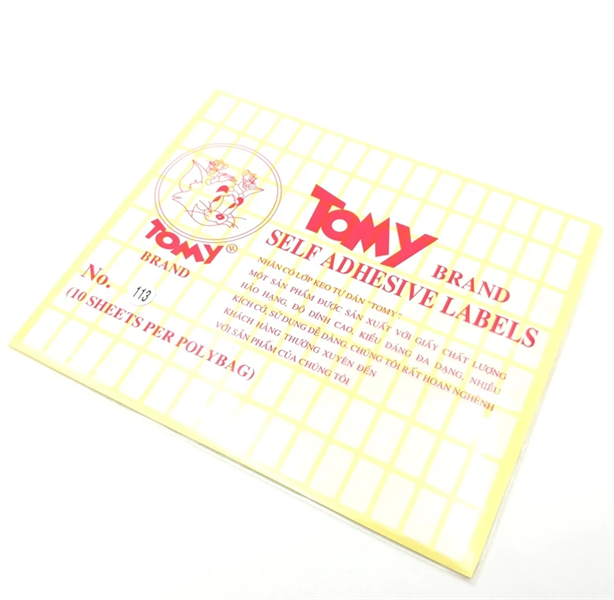 TOMY ®
BRAND
No. 113
(10 SHEETS PER POLYBAG)
TOMY BRAND
SELF ADHESIVE LABELS
NHÃN CÓ LỚP KEO TỰ DÁN "TOMY"
MỘT SẢN PHẨM ĐƯỢC SẢN XUẤT VỚI GIẤY CHẤT LƯỢNG
HẢO HẠNG, ĐỘ DÍNH CAO, KIỂU DÁNG ĐA DẠNG, NHIỀU
KÍCH CỠ, SỬ DỤNG DỄ DÀNG. CHÚNG TÔI RẤT HOAN NGHÊNH
KHÁCH HÀNG THƯỜNG XUYÊN ĐẾN
VỚI SẢN PHẨM CỦA CHÚNG TÔI